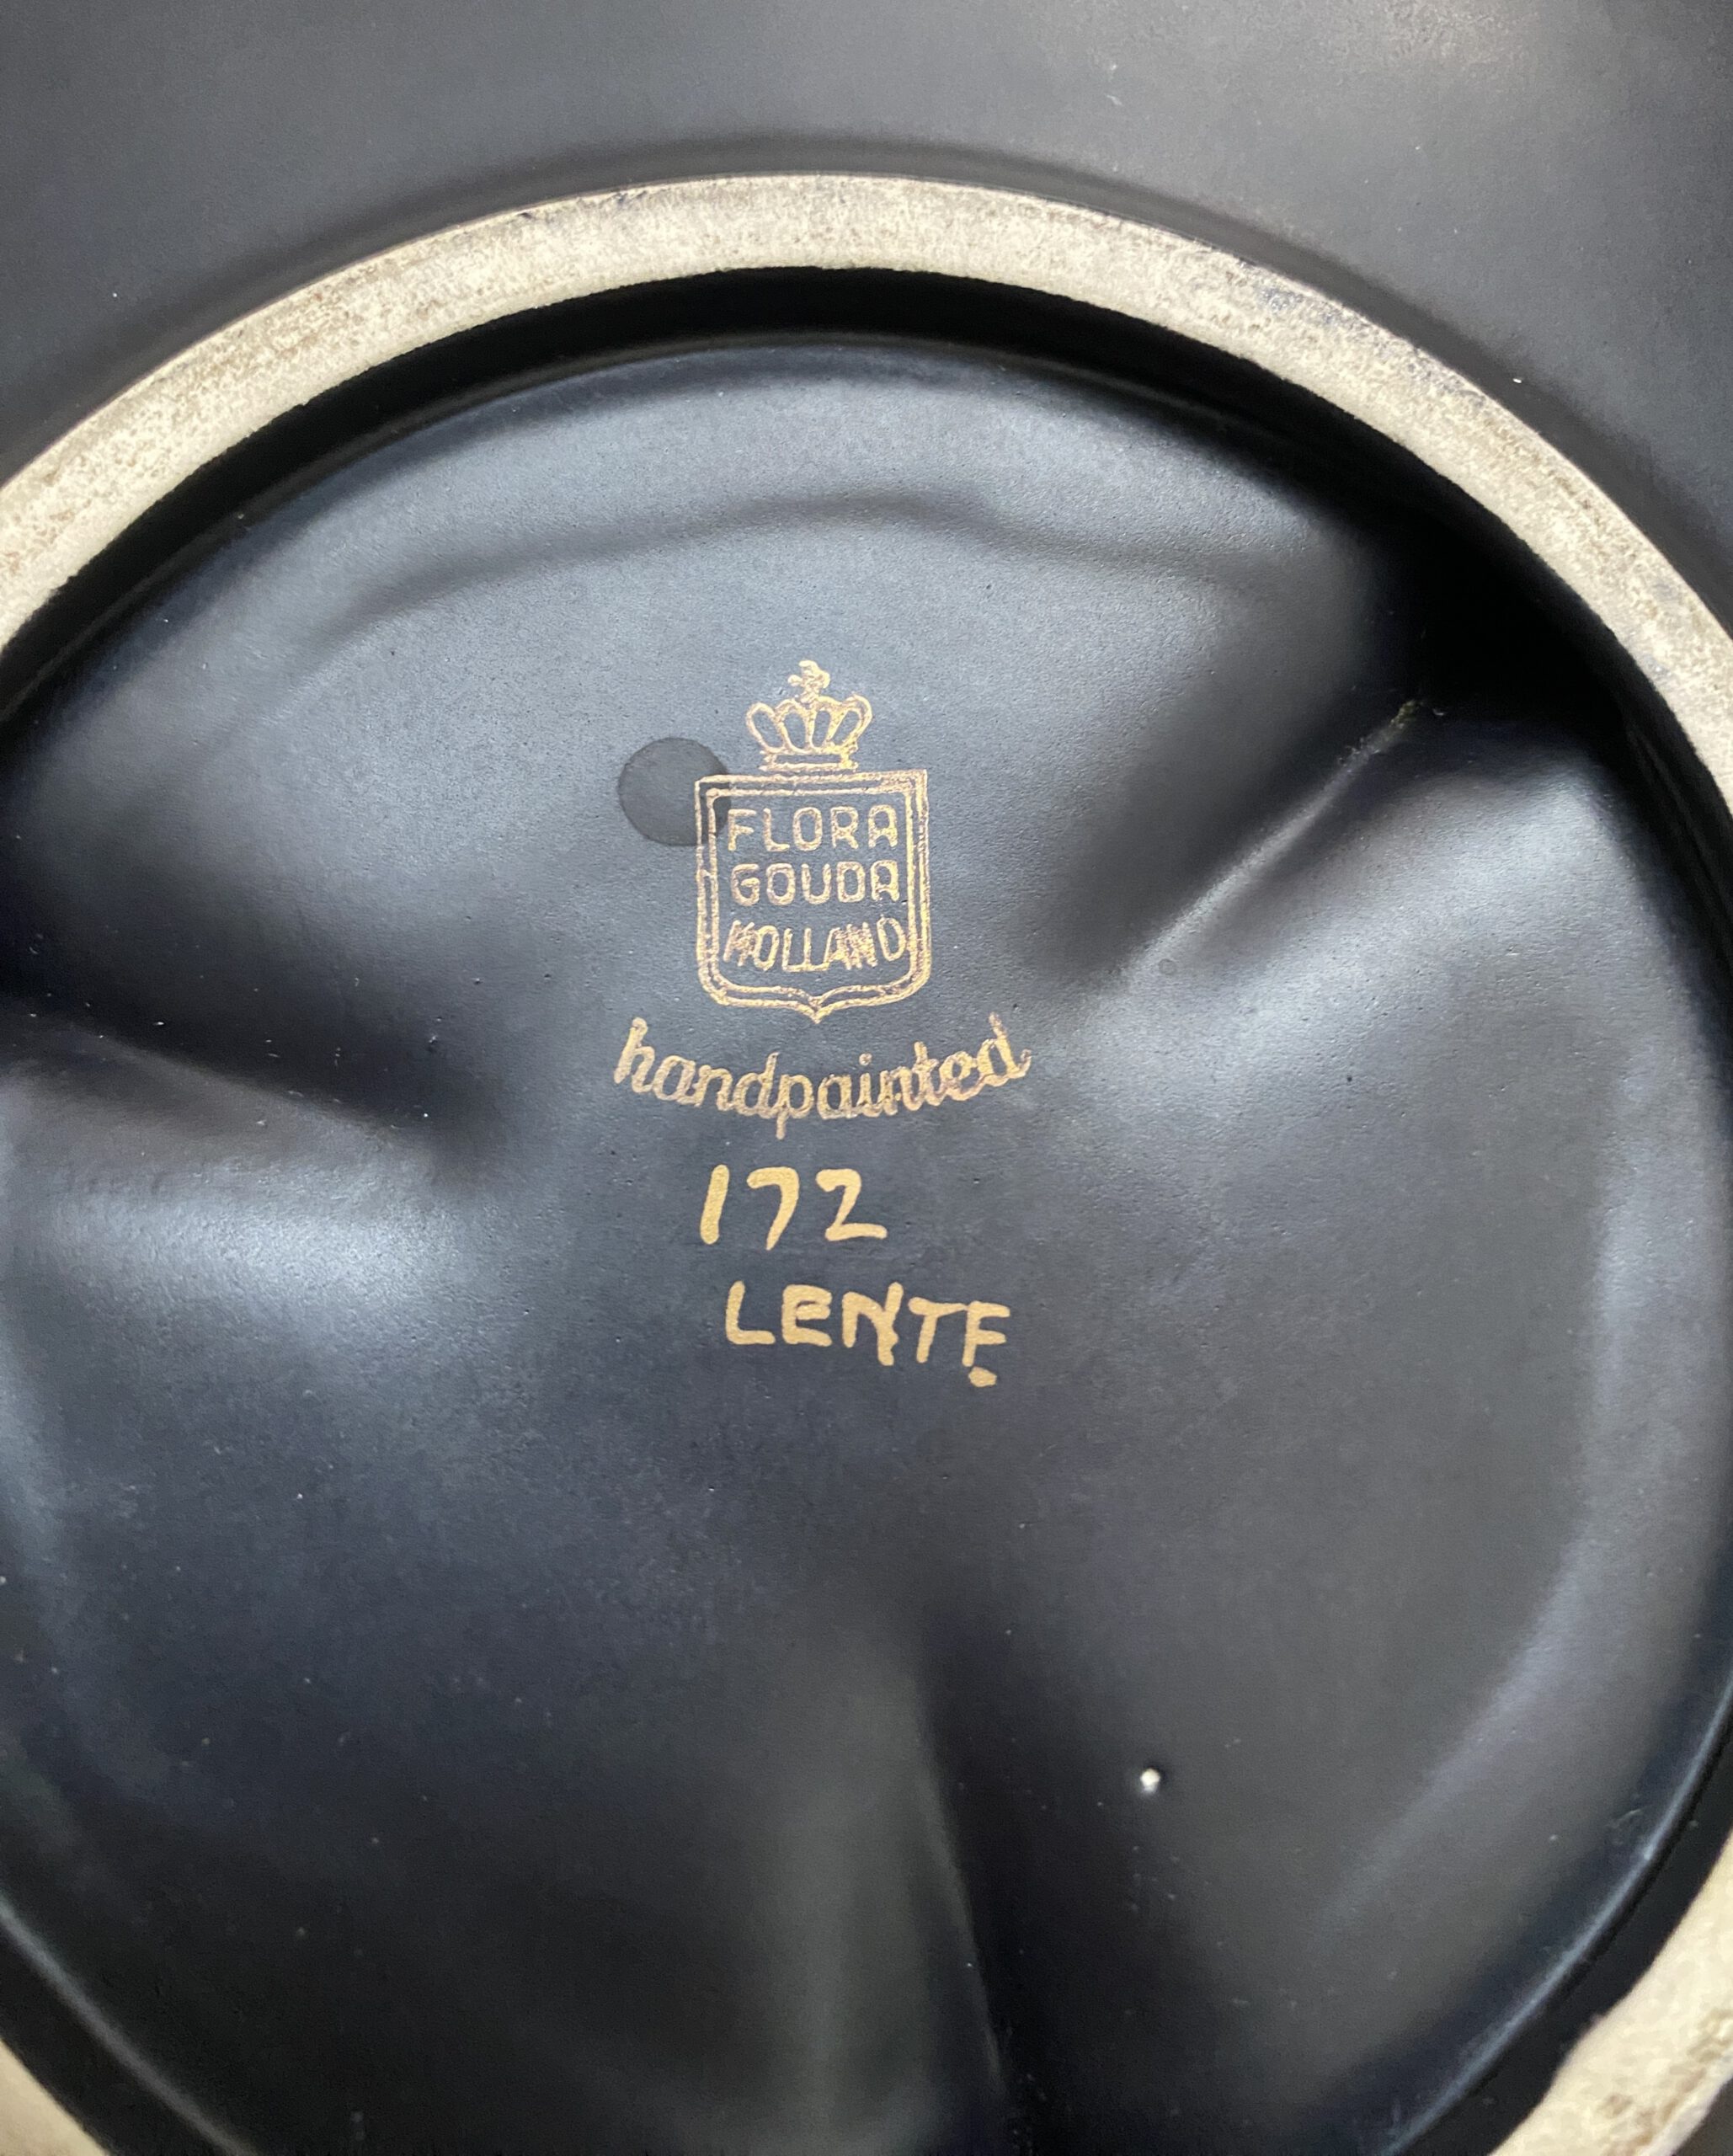 FLORA
GOUDA
HOLLAND
handpainted
172
LENTE